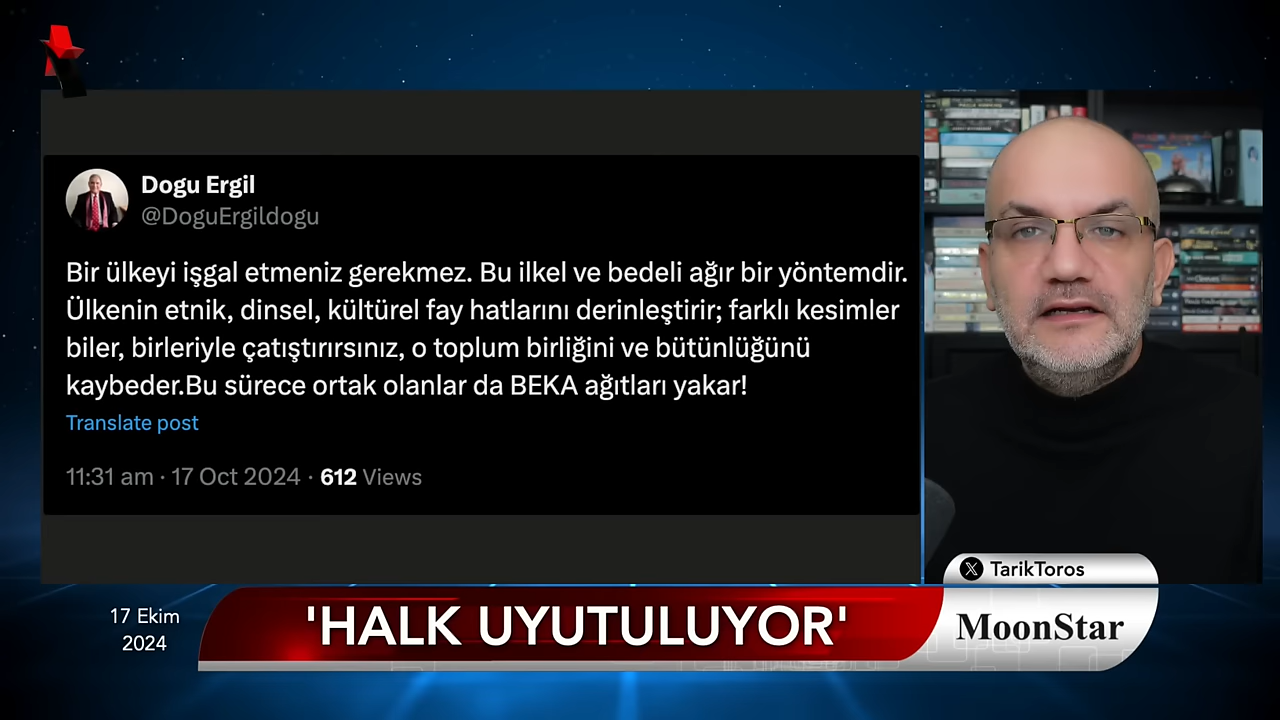 Dogu Ergil
@DoguErgildogu
Bir ülkeyi işgal etmeniz gerekmez. Bu ilkel ve bedeli ağır bir yöntemdir.
Ülkenin etnik, dinsel, kültürel fay hatlarını derinleştirir; farklı kesimler
biler, birleriyle çatıştırırsınız, o toplum birliğini ve bütünlüğünü
kaybeder.Bu sürece ortak olanlar da BEKA ağıtları yakar!
Translate post
11:31 am · 17 Oct 2024 · 612 Views
TarikToros
17 Ekim
2024
'HALK UYUTULUYOR'
MoonStar